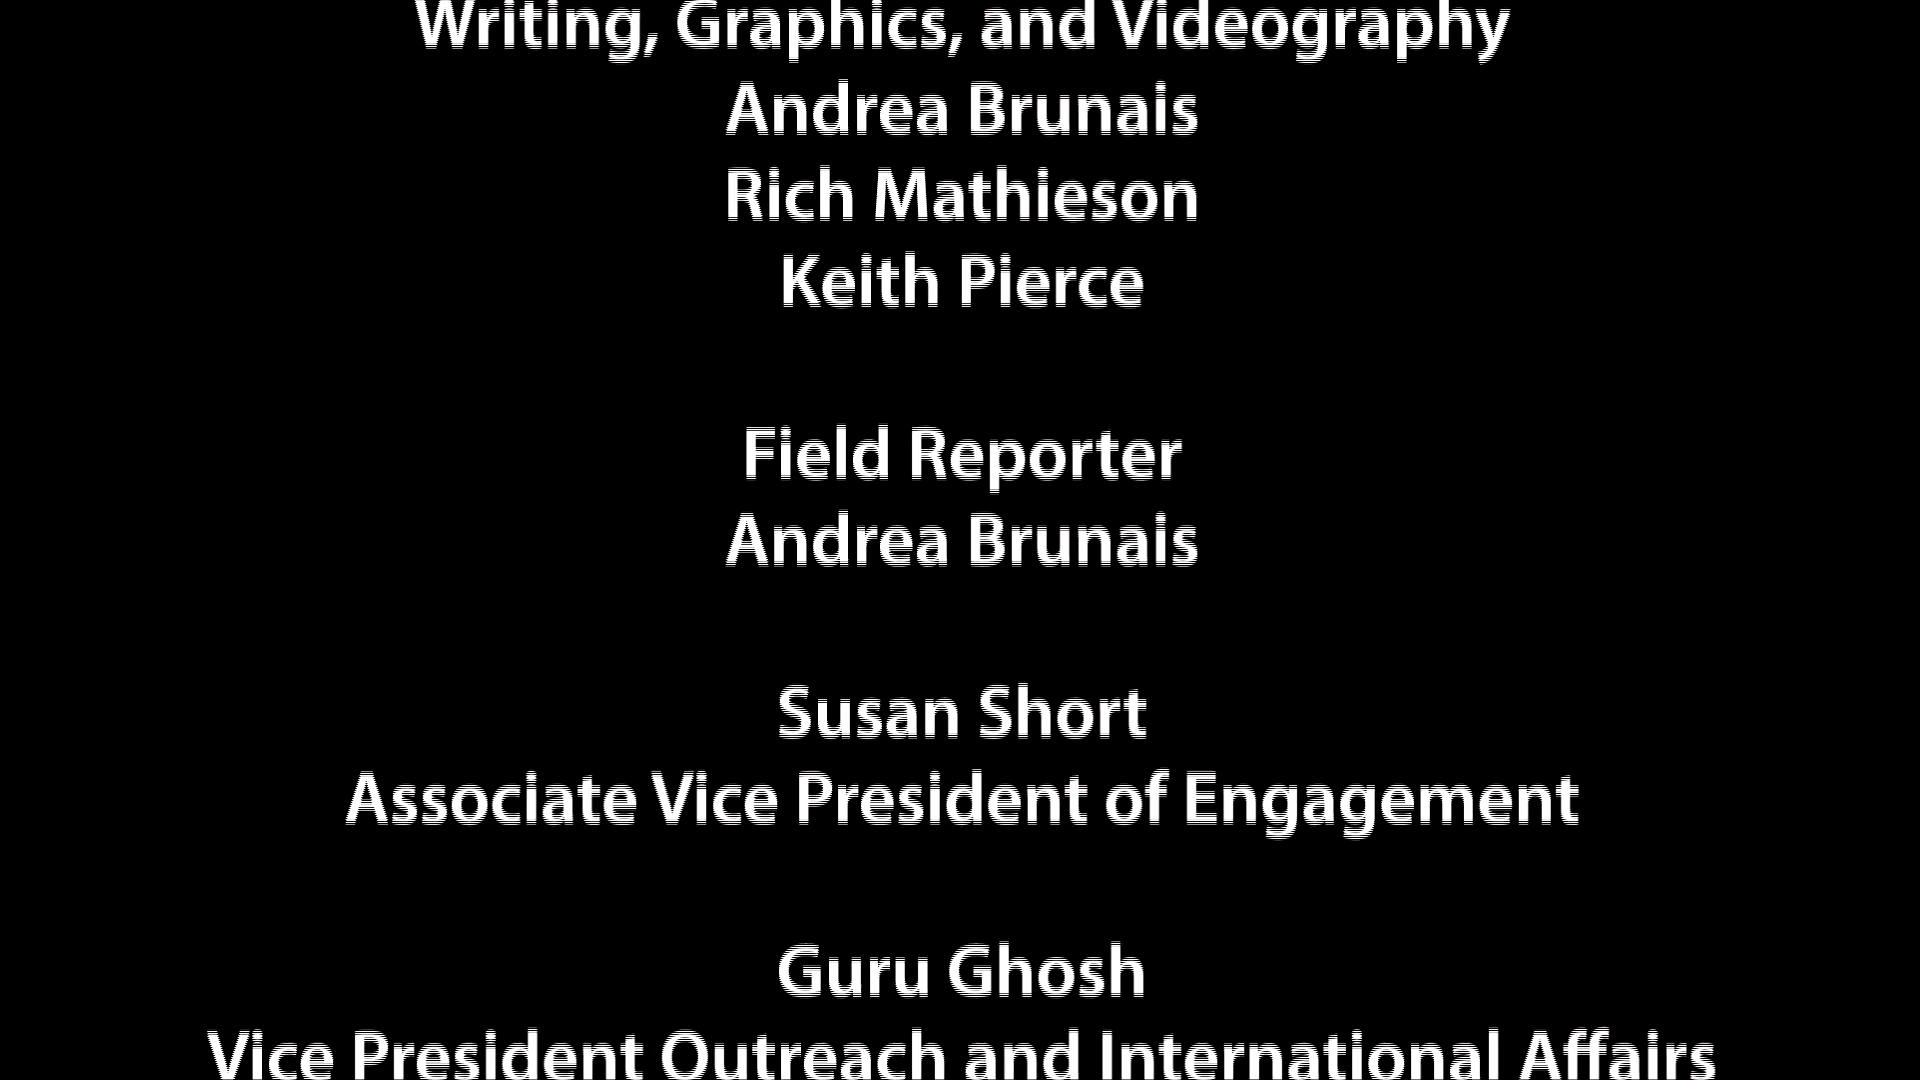 Writing, Graphics, and Videography
Andrea Brunais
Rich Mathieson
Keith Pierce
Field Reporter
Andrea Brunais
Susan Short
Associate Vice President of Engagement
Guru Ghosh
Vice President Outreach and International Affairs